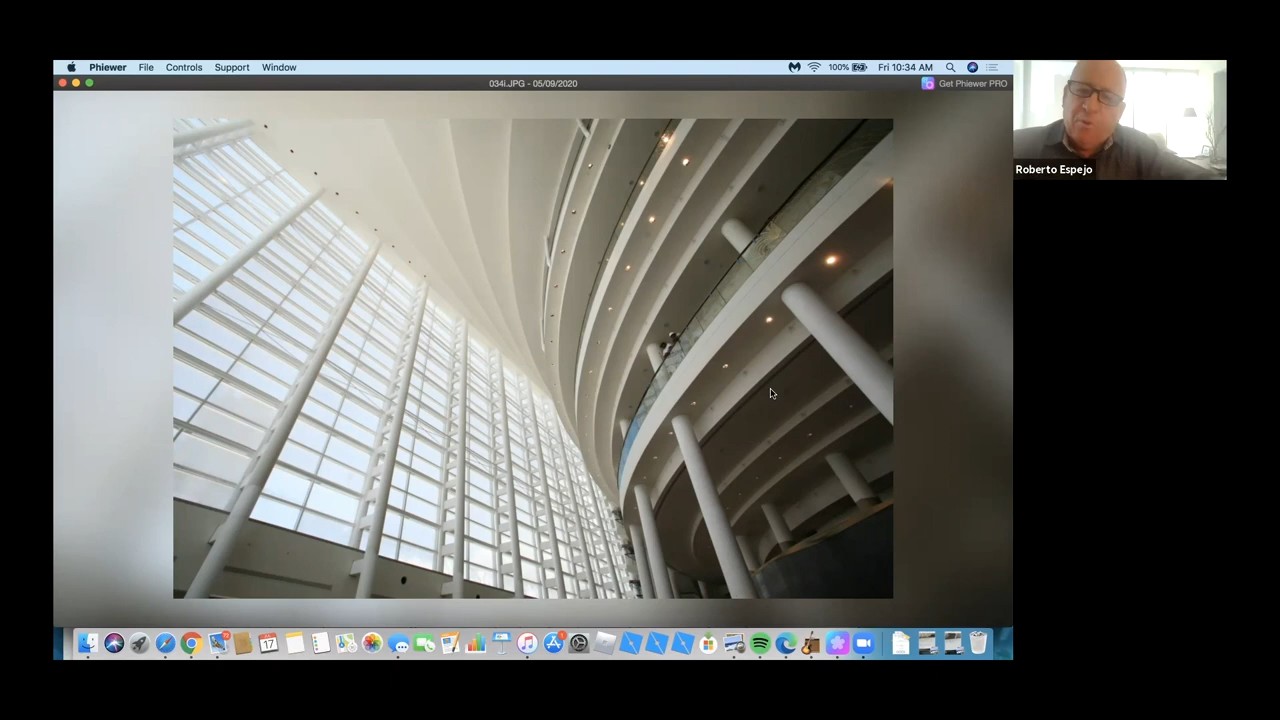 Phiewer File Controls Support Window 100% Fri 10:34 AM
034i.JPG - 05/09/2020 Get Phiewer PRO
Roberto Espejo
17